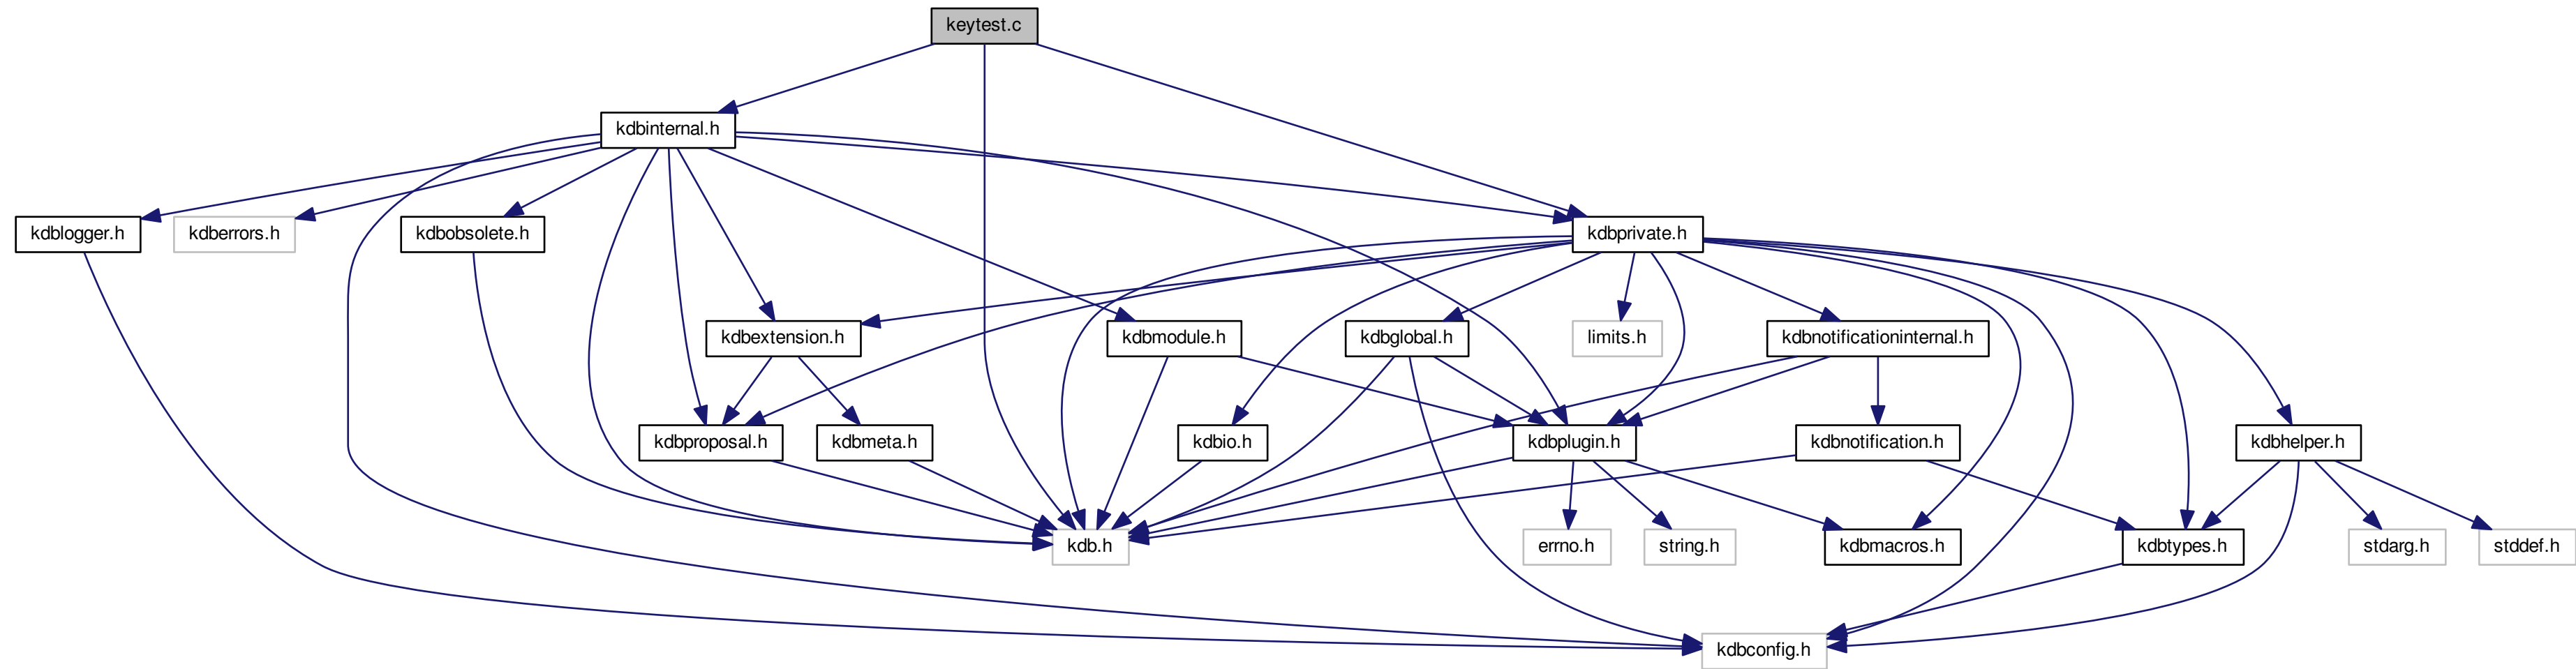 keytest.c
kdbinternal.h
kdblogger.h
kdberrors.h
kdbobsolete.h
kdbprivate.h
kdbextension.h
kdbmodule.h
kdbglobal.h
limits.h
kdbnotificationinternal.h
kdbproposal.h
kdbmeta.h
kdbio.h
kdbplugin.h
kdbnotification.h
kdbhelper.h
kdb.h
errno.h
string.h
kdbmacros.h
kdbtypes.h
stdarg.h
stddef.h
kdbconfig.h